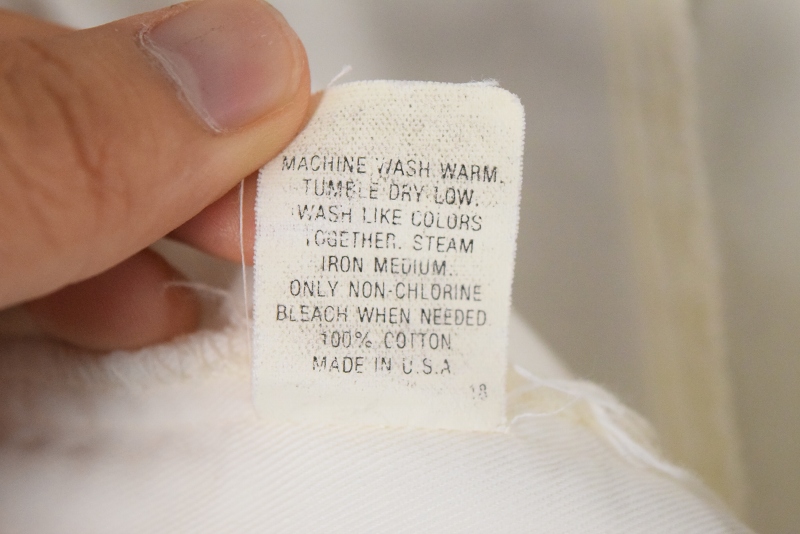 MACHINE WASH WARM.
TUMBLE DRY LOW.
WASH LIKE COLORS
TOGETHER. STEAM
IRON MEDIUM.
ONLY NON-CHLORINE
BLEACH WHEN NEEDED
100% COTTON
MADE IN U.S.A
18